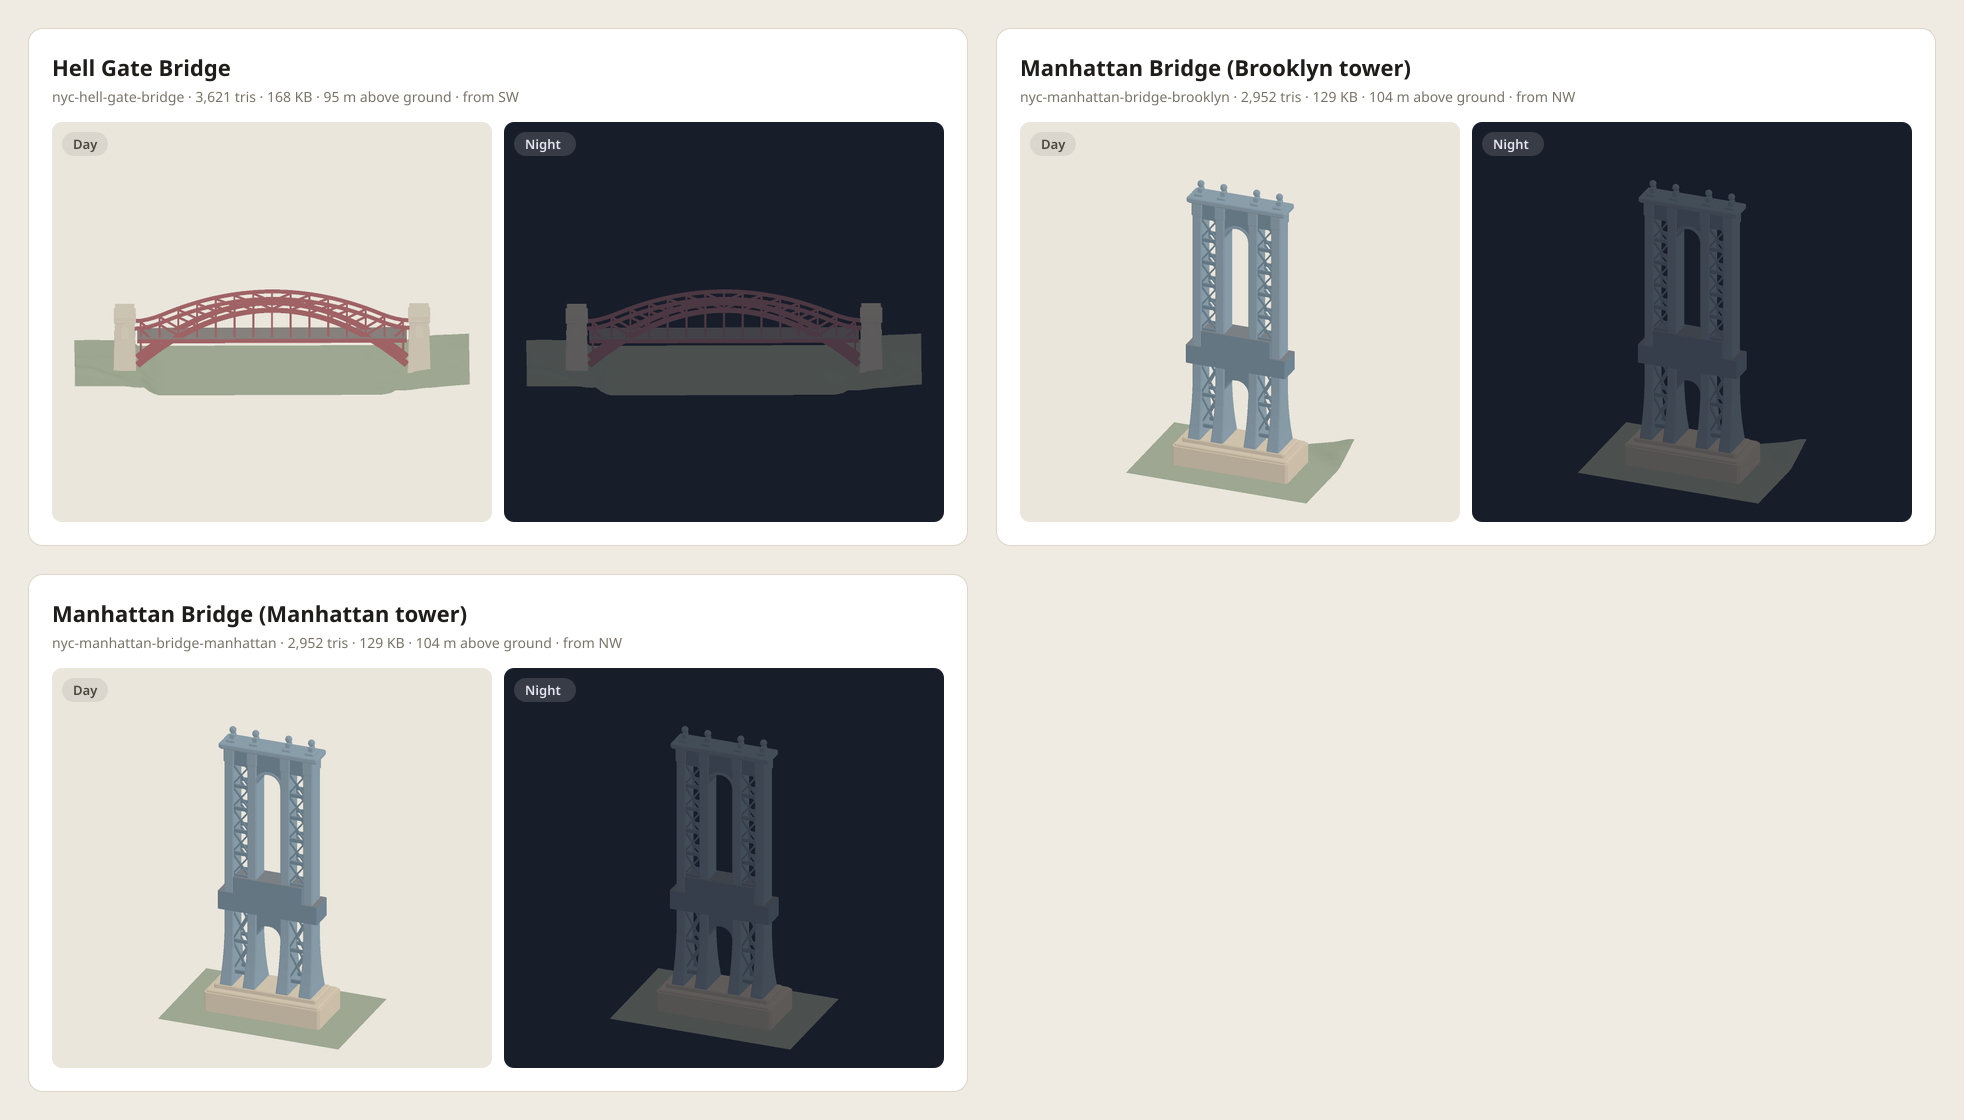 Hell Gate Bridge
nyc-hell-gate-bridge · 3,621 tris · 168 KB · 95 m above ground · from SW
Day
Night
Manhattan Bridge (Brooklyn tower)
nyc-manhattan-bridge-brooklyn · 2,952 tris · 129 KB · 104 m above ground · from NW
Day
Night
Manhattan Bridge (Manhattan tower)
nyc-manhattan-bridge-manhattan · 2,952 tris · 129 KB · 104 m above ground · from NW
Day
Night